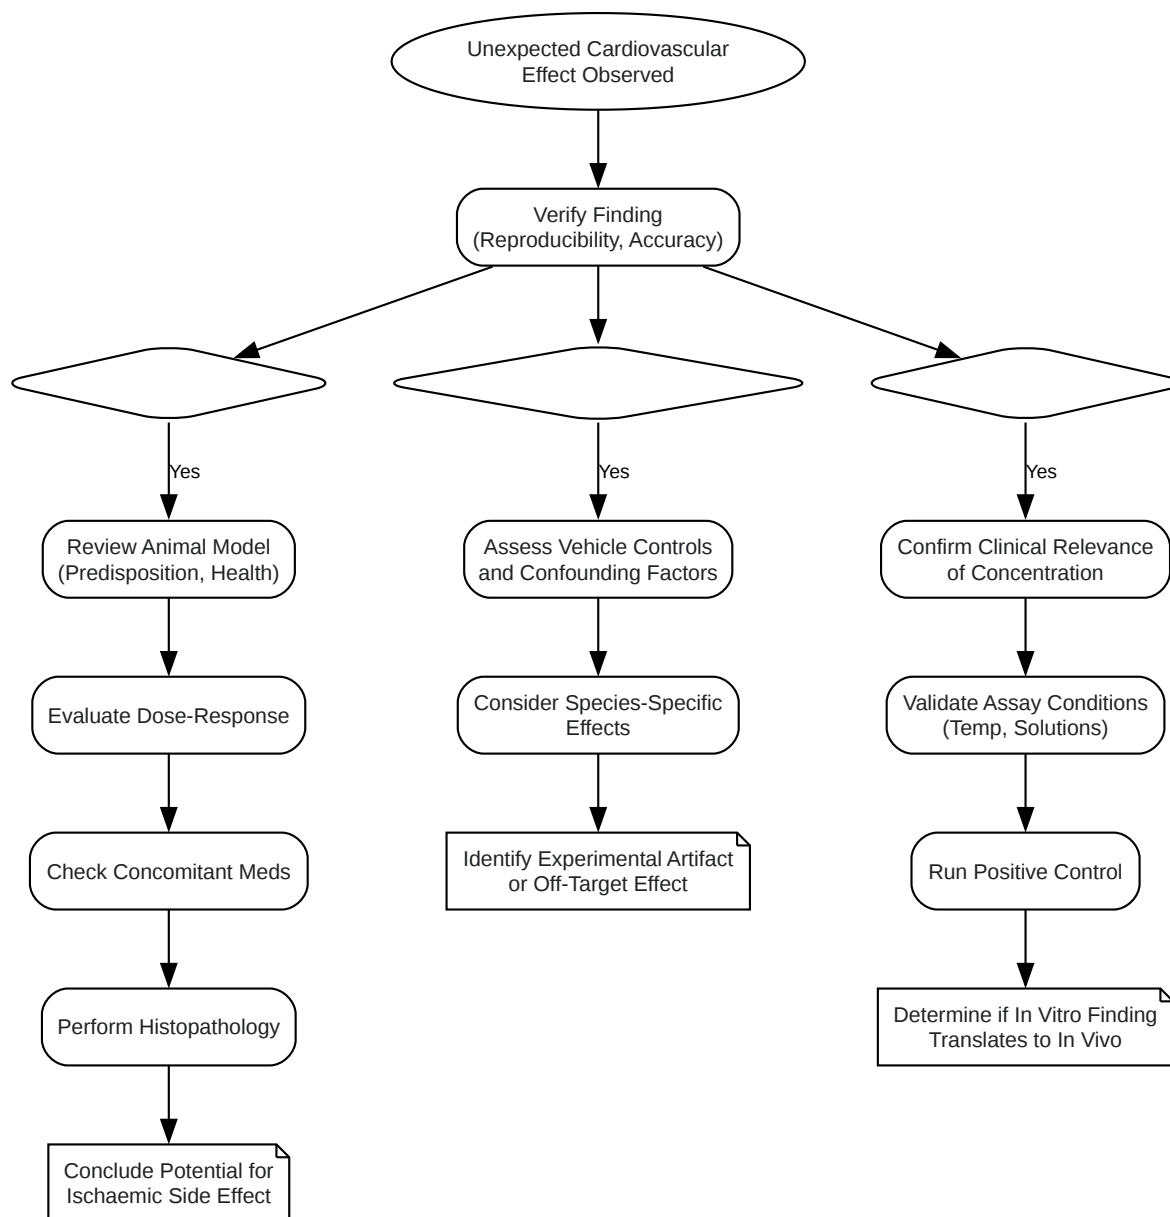 Unexpected Cardiovascular
Effect Observed
Verify Finding
(Reproducibility, Accuracy)
Yes
Yes
Yes
Review Animal Model
(Predisposition, Health)
Assess Vehicle Controls
and Confounding Factors
Confirm Clinical Relevance
of Concentration
Evaluate Dose-Response
Consider Species-Specific
Effects
Validate Assay Conditions
(Temp, Solutions)
Check Concomitant Meds
Identify Experimental Artifact
or Off-Target Effect
Run Positive Control
Perform Histopathology
Determine if In Vitro Finding
Translates to In Vivo
Conclude Potential for
Ischaemic Side Effect